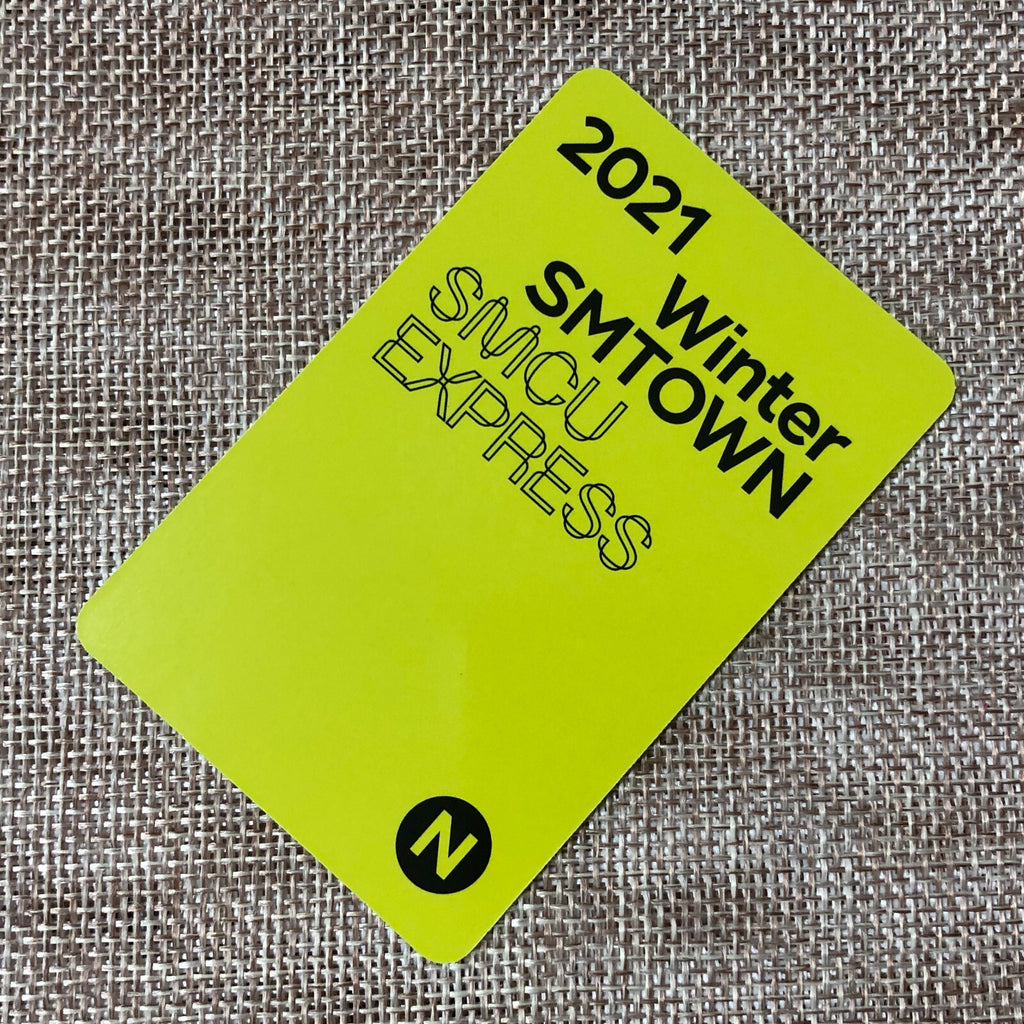 2021
Winter
SMTOWN
SMCU
EXPRESS
N